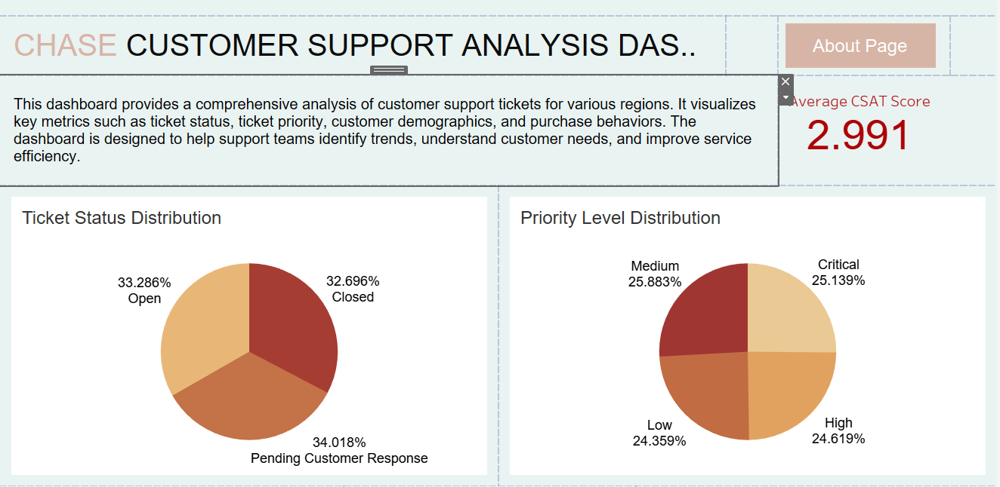 CHASE CUSTOMER SUPPORT ANALYSIS DAS..
About Page
This dashboard provides a comprehensive analysis of customer support tickets for various regions. It visualizes
key metrics such as ticket status, ticket priority, customer demographics, and purchase behaviors. The
dashboard is designed to help support teams identify trends, understand customer needs, and improve service
efficiency.
Average CSAT Score
2.991
Ticket Status Distribution
33.286%
Open
32.696%
Closed
34.018%
Pending Customer Response
Priority Level Distribution
Medium
25.883%
Critical
25.139%
Low
24.359%
High
24.619%